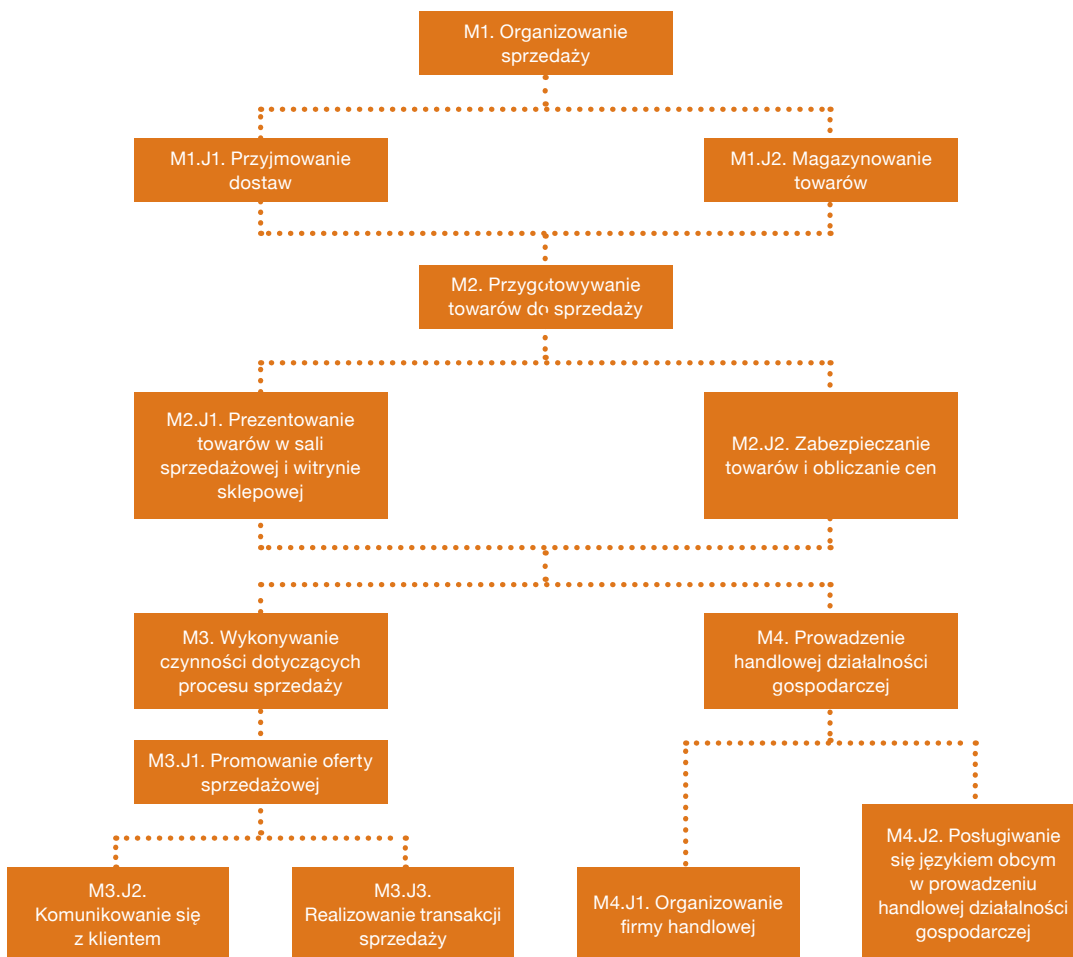 M1. Organizowanie
sprzedaży
M1.J1. Przyjmowanie
dostaw
M1.J2. Magazynowanie
towarów
M2. Przygotowywanie
towarów do sprzedaży
M2.J1. Prezentowanie
towarów w sali
sprzedażowej i witrynie
sklepowej
M2.J2. Zabezpieczanie
towarów i obliczanie cen
M3. Wykonywanie
czynności dotyczących
procesu sprzedaży
M4. Prowadzenie
handlowej działalności
gospodarczej
M3.J1. Promowanie oferty
sprzedażowej
M3.J2.
Komunikowanie się
z klientem
M3.J3.
Realizowanie transakcji
sprzedaży
M4.J1. Organizowanie
firmy handlowej
M4.J2. Posługiwanie
się językiem obcym
w prowadzeniu
handlowej działalności
gospodarczej